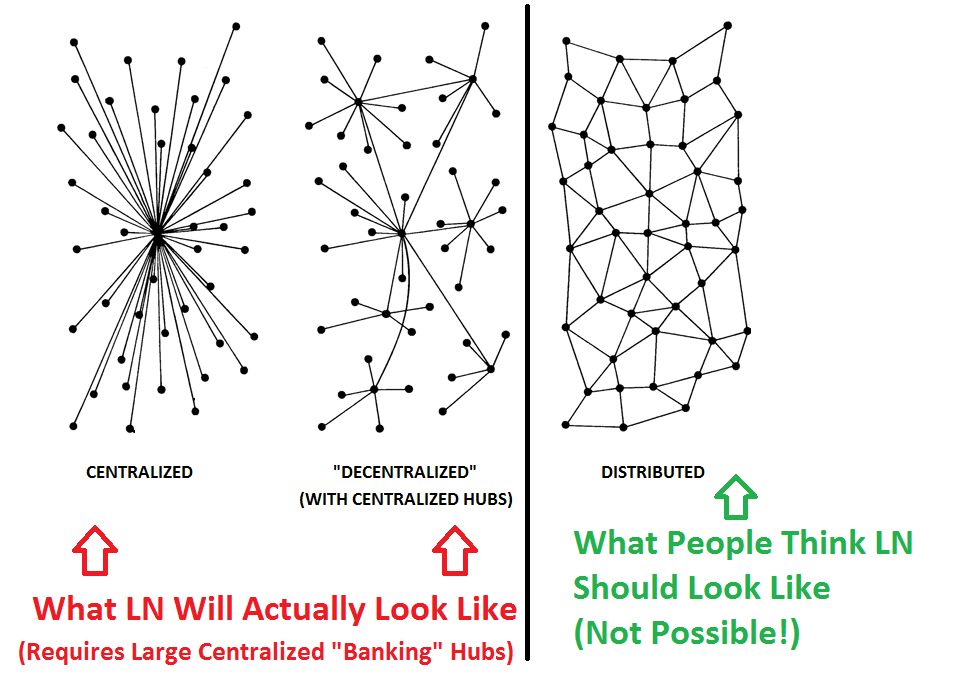 CENTRALIZED
"DECENTRALIZED"
(WITH CENTRALIZED HUBS)
DISTRIBUTED
What LN Will Actually Look Like
(Requires Large Centralized "Banking" Hubs)
What People Think LN
Should Look Like
(Not Possible!)